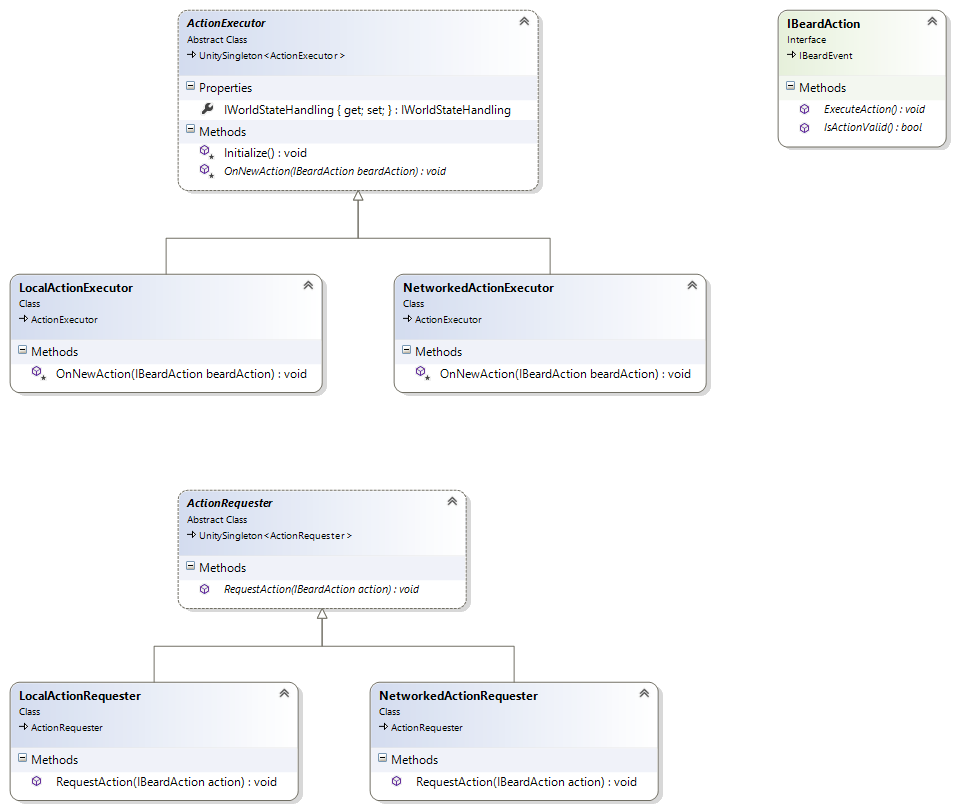 ActionExecutor
Abstract Class
UnitySingleton<ActionExecutor>
Properties
IWorldStateHandling { get; set; } : IWorldStateHandling
Methods
Initialize() : void
OnNewAction(IBeardAction beardAction) : void
IBeardAction
Interface
IBeardEvent
Methods
ExecuteAction() : void
IsActionValid() : bool
LocalActionExecutor
Class
ActionExecutor
Methods
OnNewAction(IBeardAction beardAction) : void
NetworkedActionExecutor
Class
ActionExecutor
Methods
OnNewAction(IBeardAction beardAction) : void
ActionRequester
Abstract Class
UnitySingleton<ActionRequester>
Methods
RequestAction(IBeardAction action) : void
LocalActionRequester
Class
ActionRequester
Methods
RequestAction(IBeardAction action) : void
NetworkedActionRequester
Class
ActionRequester
Methods
RequestAction(IBeardAction action) : void